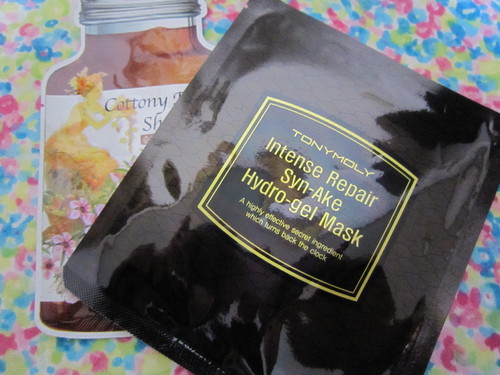 Cottony
Sh
TONYMOLY
Intense Repair
Syn-Ake
Hydro-gel Mask
A highly effective secret ingredient
which turns back the clock